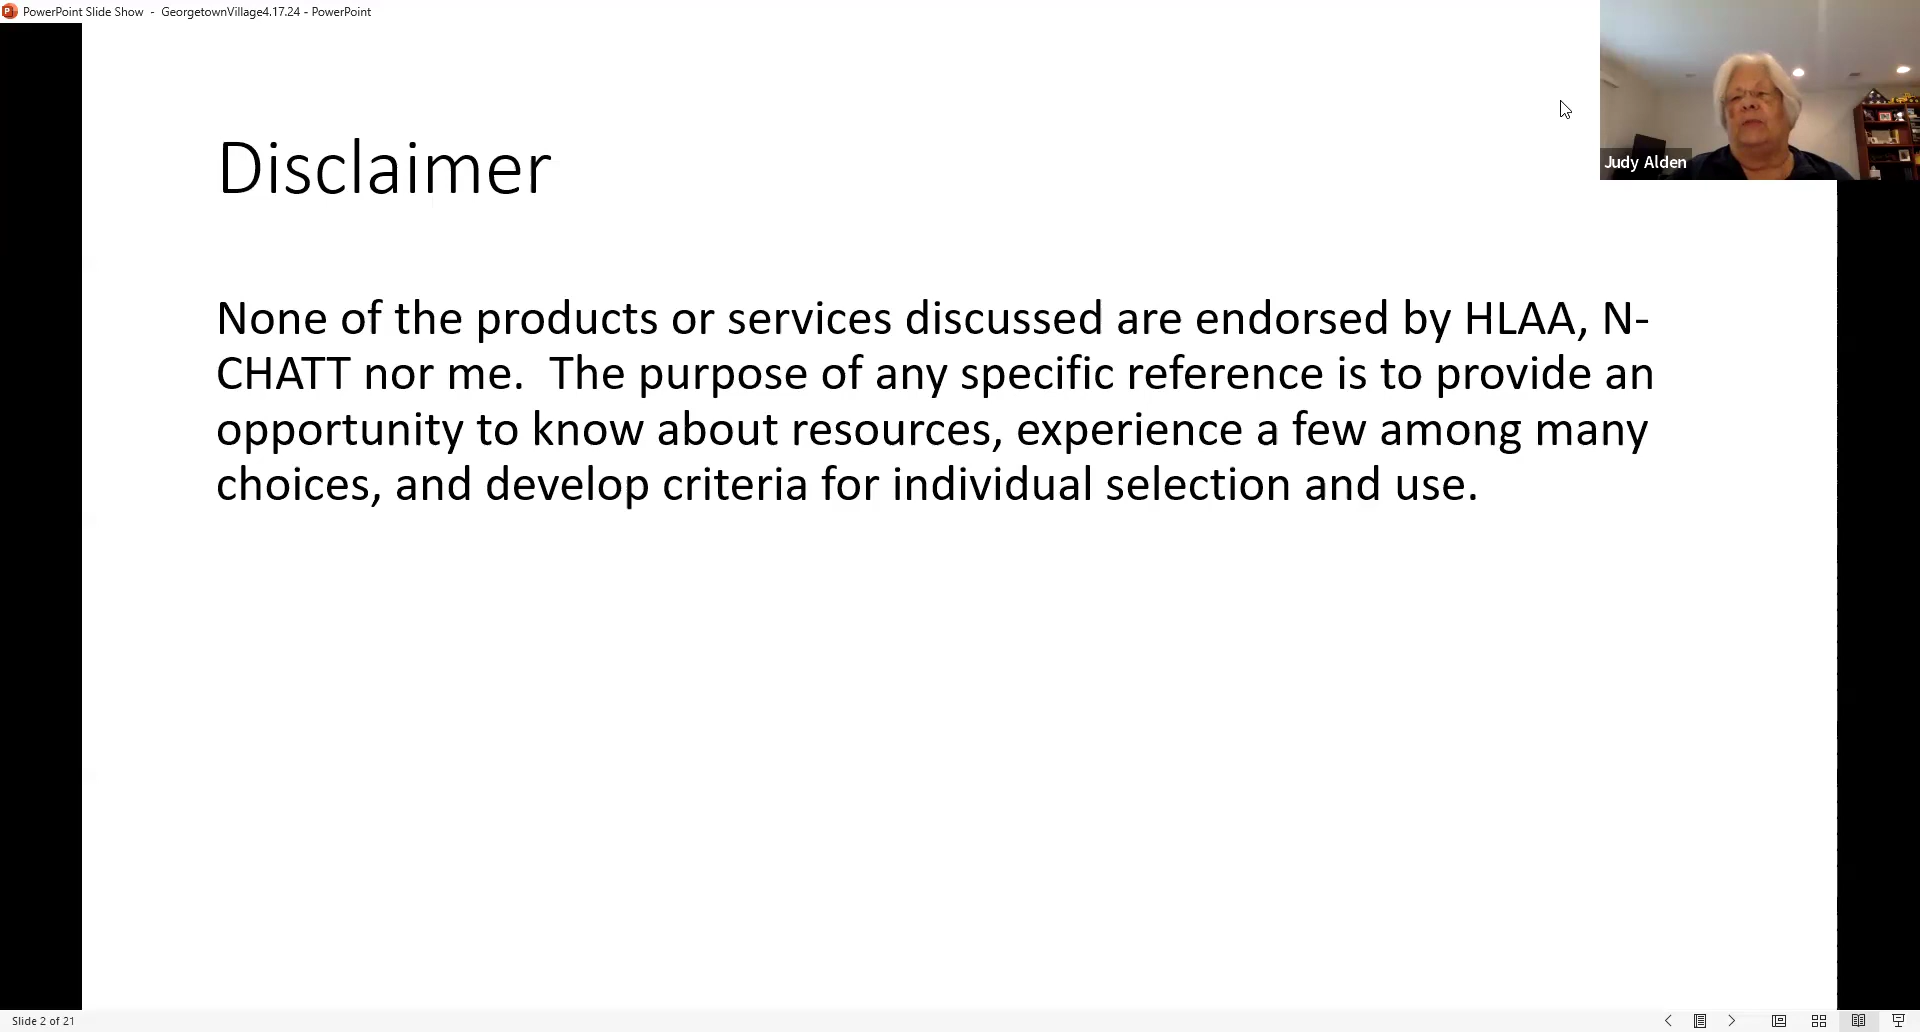 PowerPoint Slide Show - GeorgetownVillage4.17.24 - PowerPoint
Judy Alden
Disclaimer
None of the products or services discussed are endorsed by HLAA, N-
CHATT nor me.  The purpose of any specific reference is to provide an
opportunity to know about resources, experience a few among many
choices, and develop criteria for individual selection and use.
Slide 2 of 21